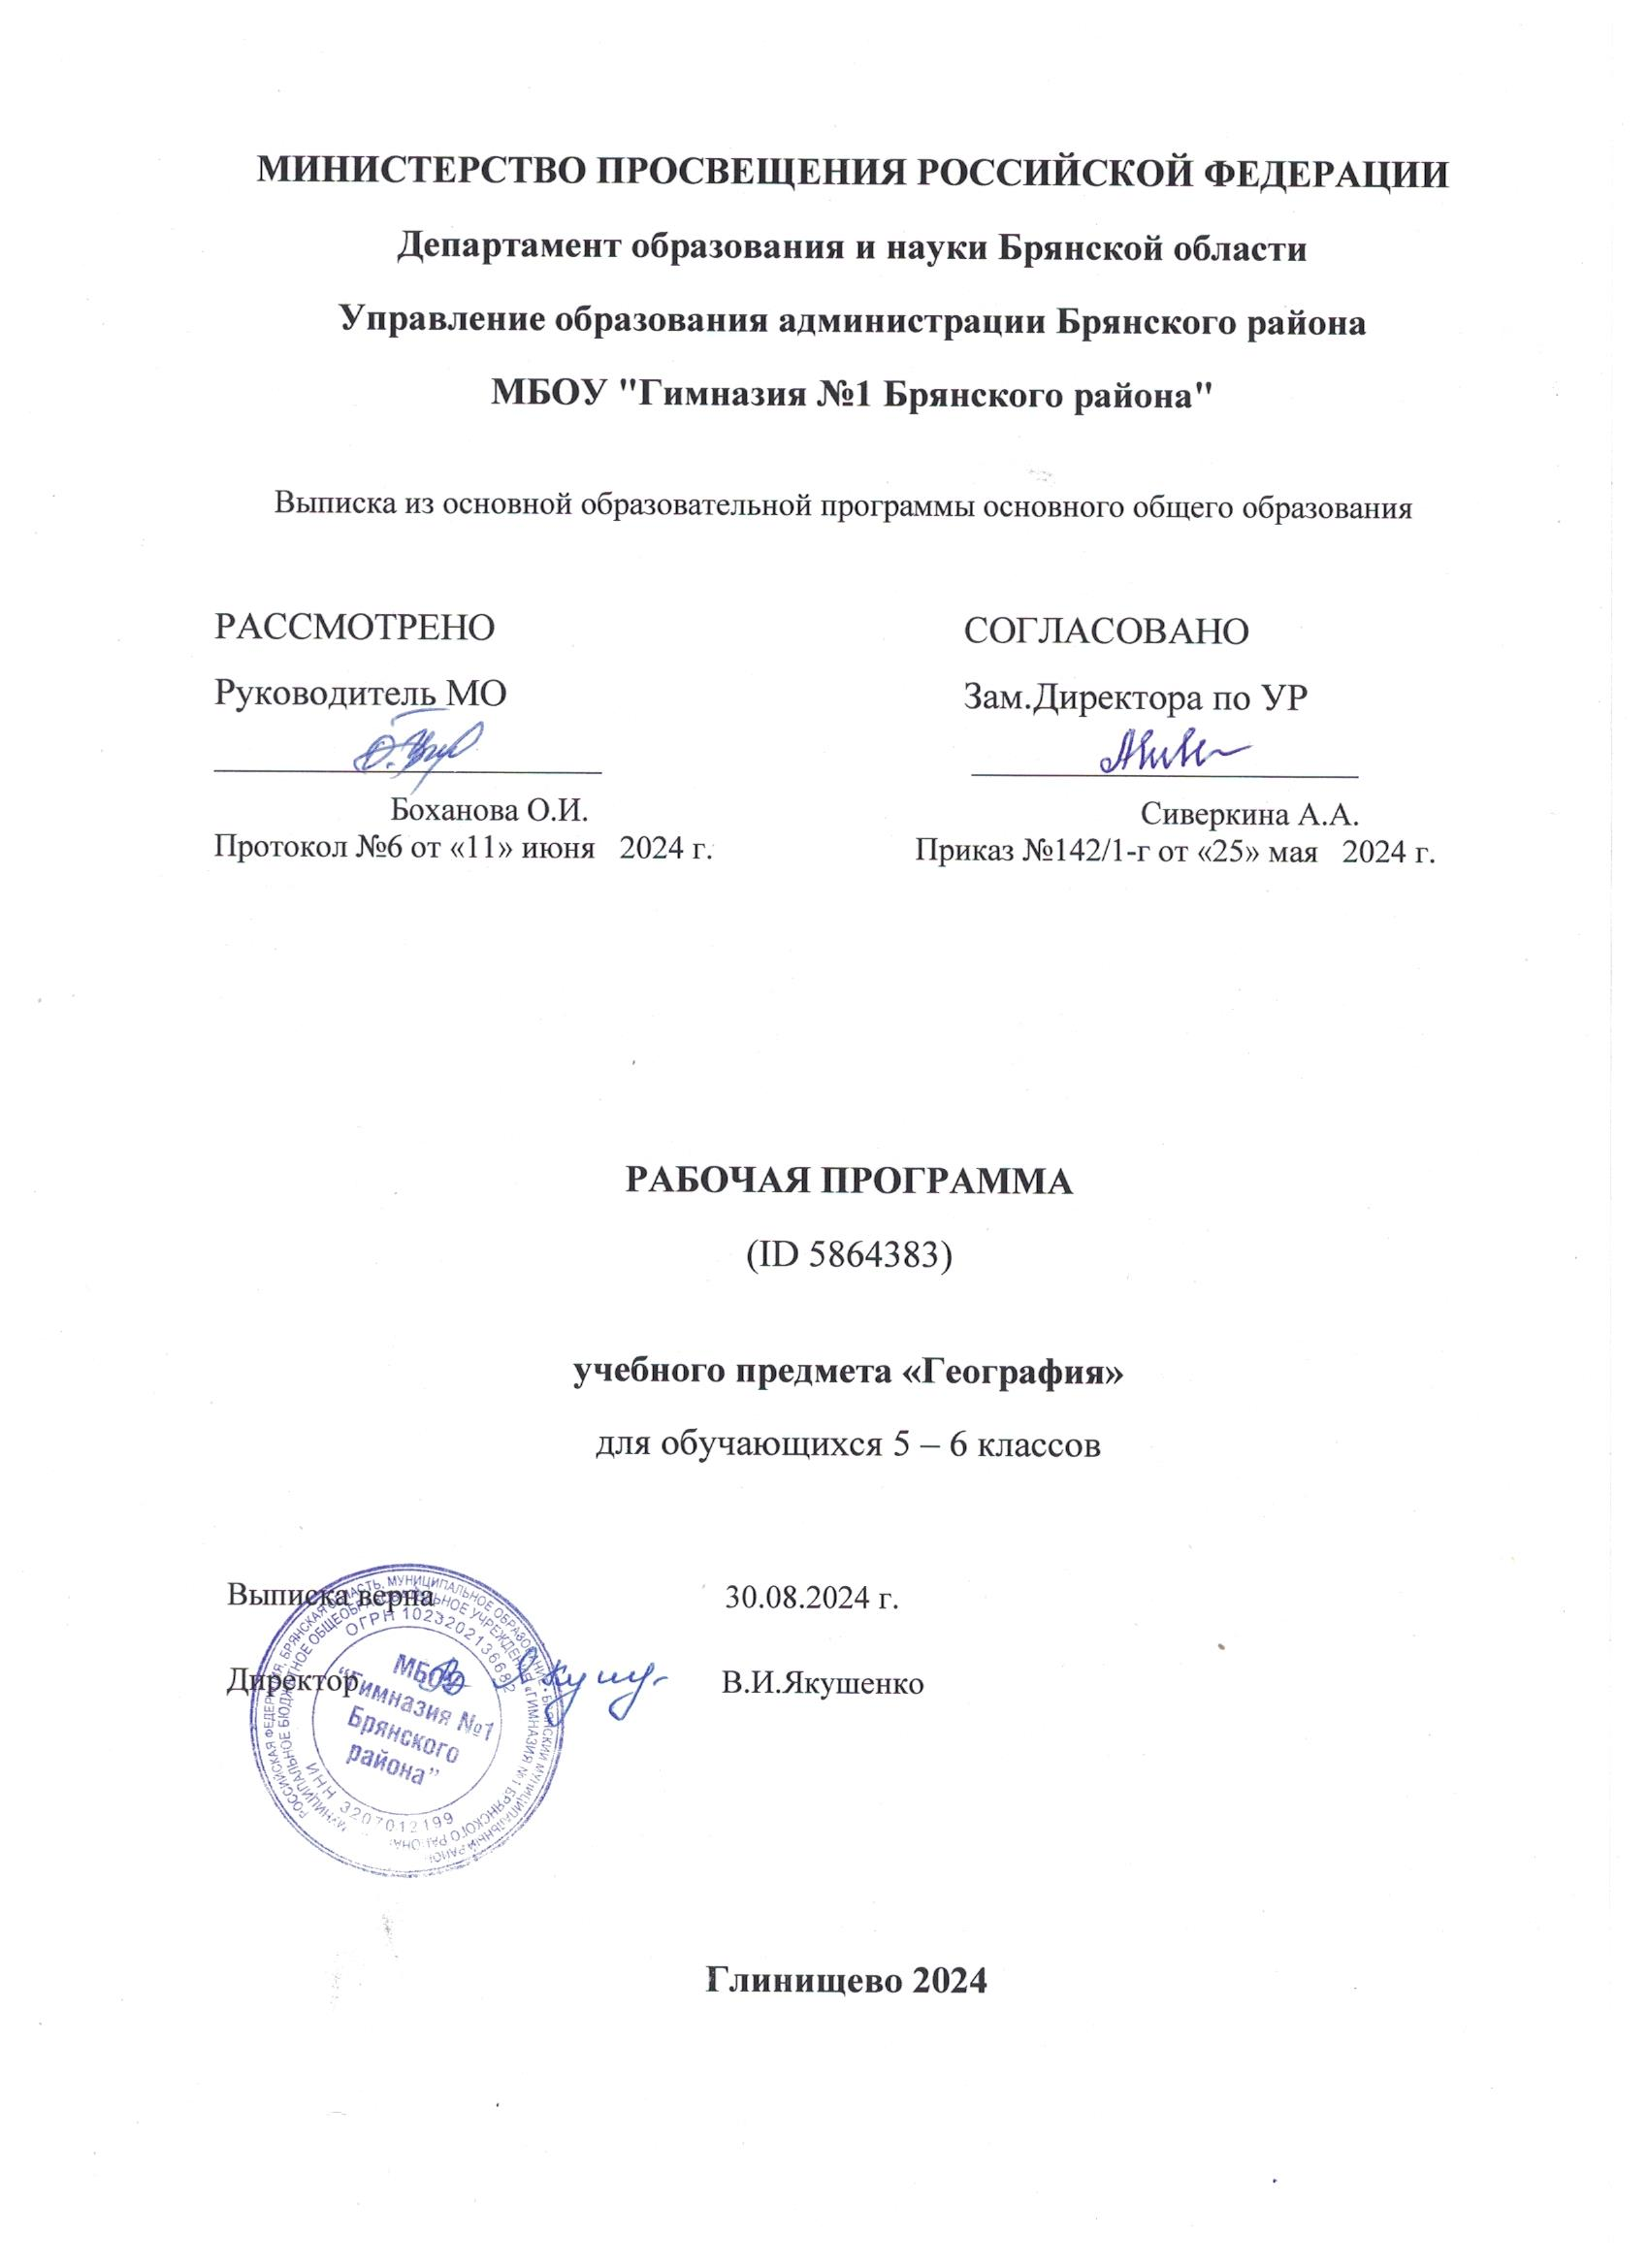 МИНИСТЕРСТВО ПРОСВЕЩЕНИЯ РОССИЙСКОЙ ФЕДЕРАЦИИ
Департамент образования и науки Брянской области
Управление образования администрации Брянского района
МБОУ "Гимназия №1 Брянского района"
Выписка из основной образовательной программы основного общего образования
РАССМОТРЕНО
Руководитель МО
Боханова О.И.
Протокол №6 от «11» июня 2024 г.
СОГЛАСОВАНО
Зам.Директора по УР
Сиверкина А.А.
Приказ №142/1-г от «25» мая 2024 г.
РАБОЧАЯ ПРОГРАММА
(ID 5864383)
учебного предмета «География»
для обучающихся 5 – 6 классов
Выписка верна 30.08.2024 г.
Директор В.И.Якушенко
ОГРН 1023202136682
МБОУ
“Гимназия №1
Брянского
района”
ИНН 3207012199
Глинищево 2024